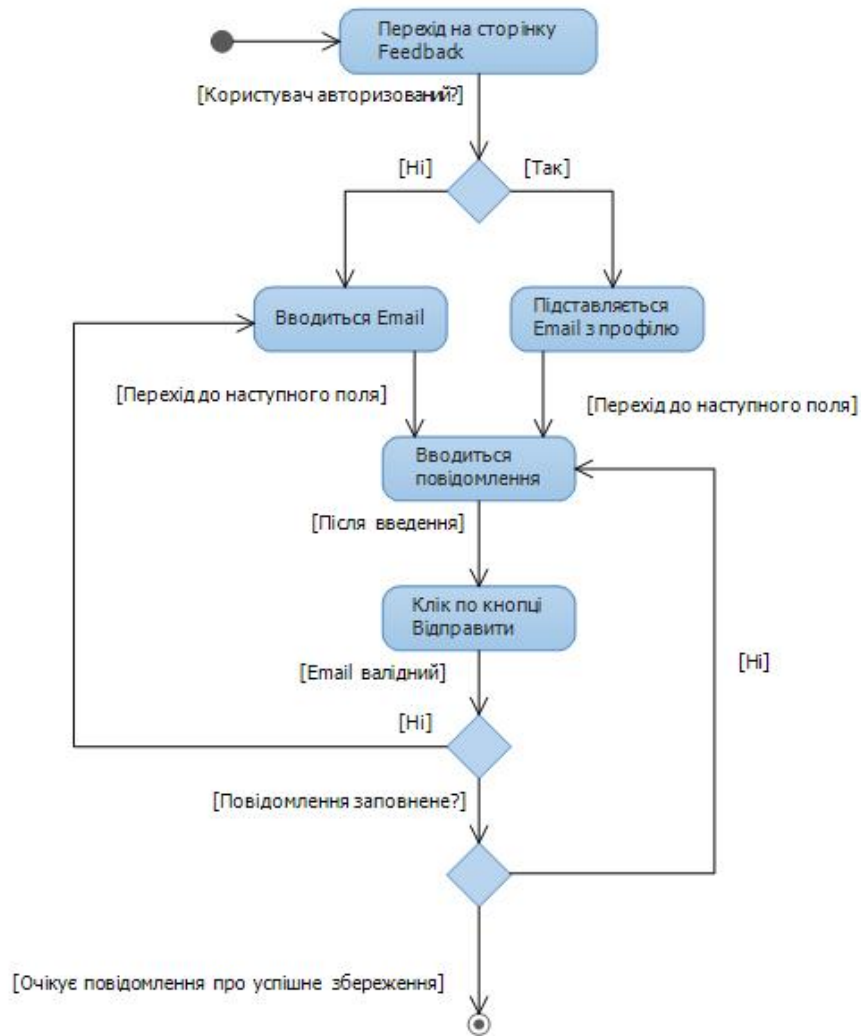 Перехід на сторінку
Feedback
[Користувач авторизований?]
[Ні]
[Так]
Вводиться Email
Підставляється
Email з профілю
[Перехід до наступного поля]
[Перехід до наступного поля]
Вводиться
повідомлення
[Після введення]
Клік по кнопці
Відправити
[Email валідний]
[Ні]
[Ні]
[Повідомлення заповнене?]
[Очікує повідомлення про успішне збереження]